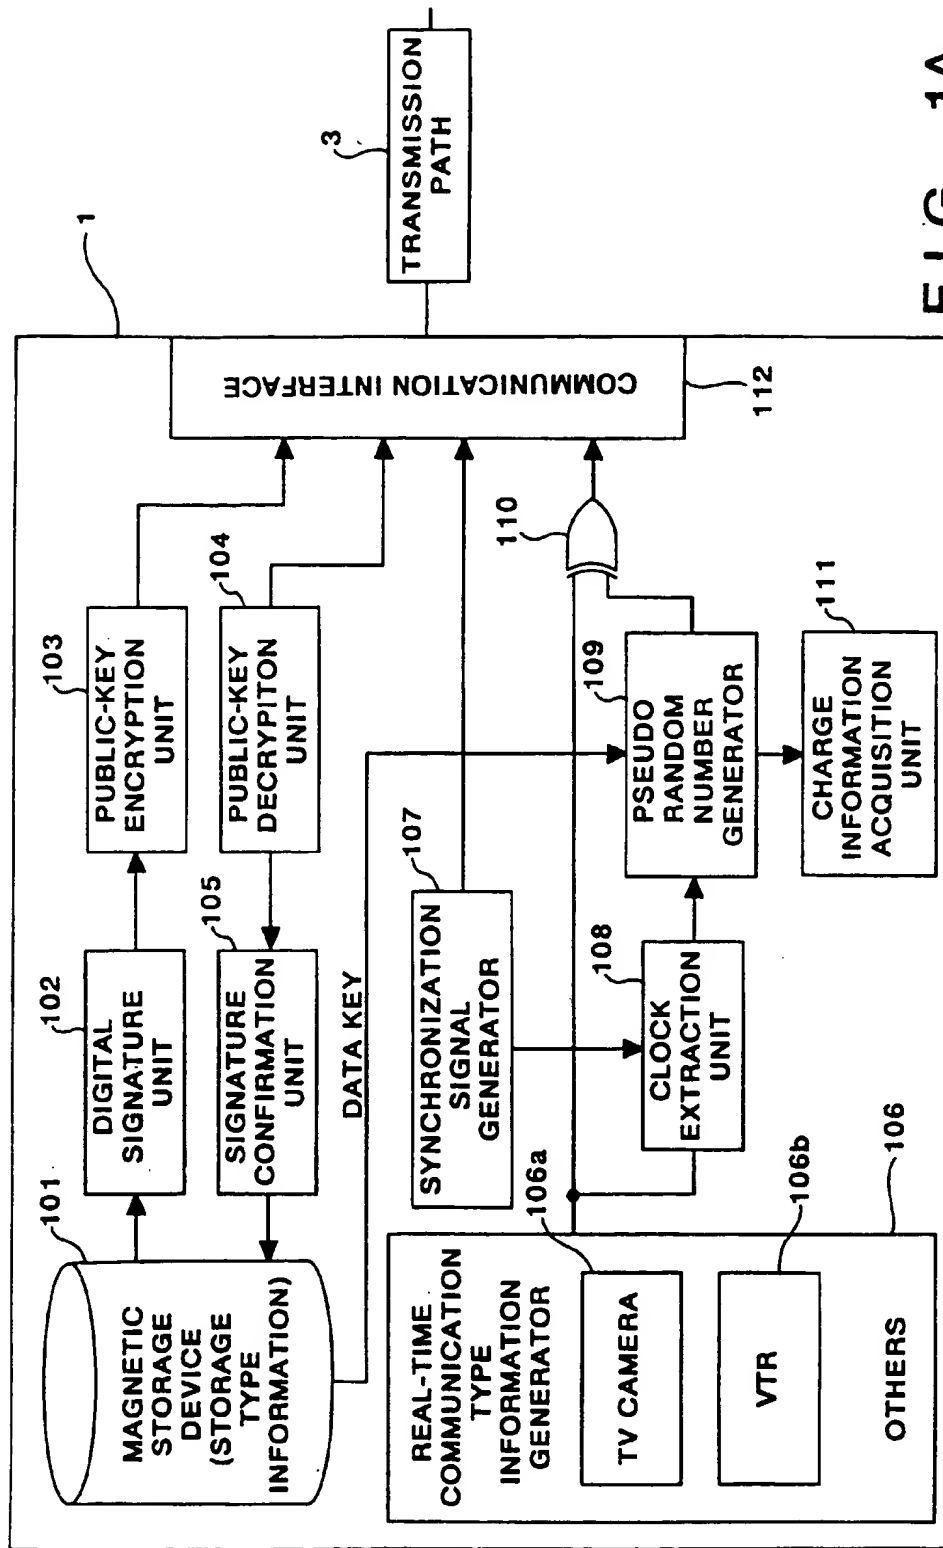 1
101
MAGNETIC
STORAGE
DEVICE
(STORAGE
TYPE
INFORMATION)
102
DIGITAL
SIGNATURE
UNIT
103
PUBLIC-KEY
ENCRYPTION
UNIT
105
SIGNATURE
CONFIRMATION
UNIT
104
PUBLIC-KEY
DECRYPITON
UNIT
DATA KEY
107
SYNCHRONIZATION
SIGNAL
GENERATOR
108
CLOCK
EXTRACTION
UNIT
109
PSEUDO
RANDOM
NUMBER
GENERATOR
110
111
CHARGE
INFORMATION
ACQUISITION
UNIT
REAL-TIME
COMMUNICATION
TYPE
INFORMATION
GENERATOR
106a
TV CAMERA
106b
VTR
OTHERS
106
COMMUNICATION INTERFACE
112
3
TRANSMISSION
PATH
FIG. 1A